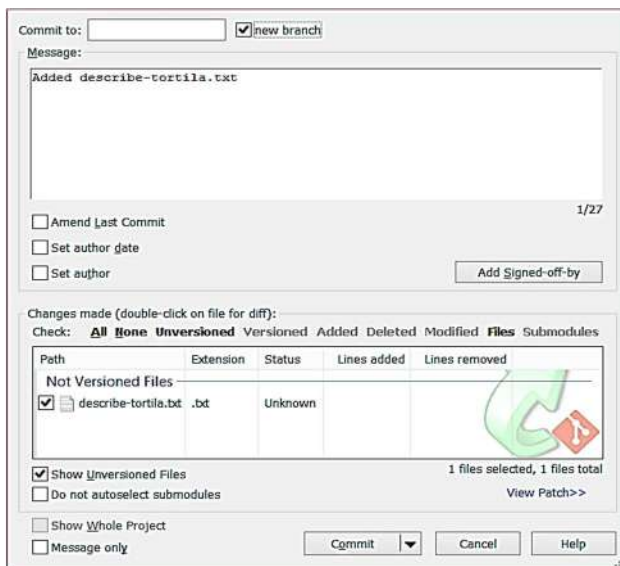 Commit to: new branch
Message:
Added describe-tortila.txt
1/27
Amend Last Commit
Set author date
Set author
Add Signed-off-by
Changes made (double-click on file for diff):
Check: All None Unversioned Versioned Added Deleted Modified Files Submodules
Path Extension Status Lines added Lines removed
Not Versioned Files
describe-tortila.txt .txt Unknown
Show Unversioned Files
1 files selected, 1 files total
Do not autoselect submodules
View Patch>>
Show Whole Project
Message only
Commit Cancel Help